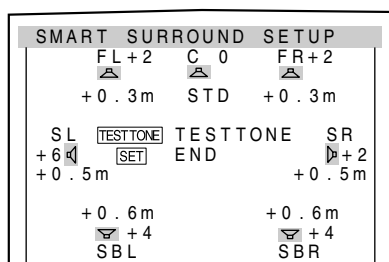 SMART SURROUND SETUP
FL+2 C 0 FR+2
+0.3m STD +0.3m
SL TESTTONE TESTTONE SR
+6 SET END +2
+0.5m +0.5m
+0.6m +0.6m
+4 +4
SBL SBR